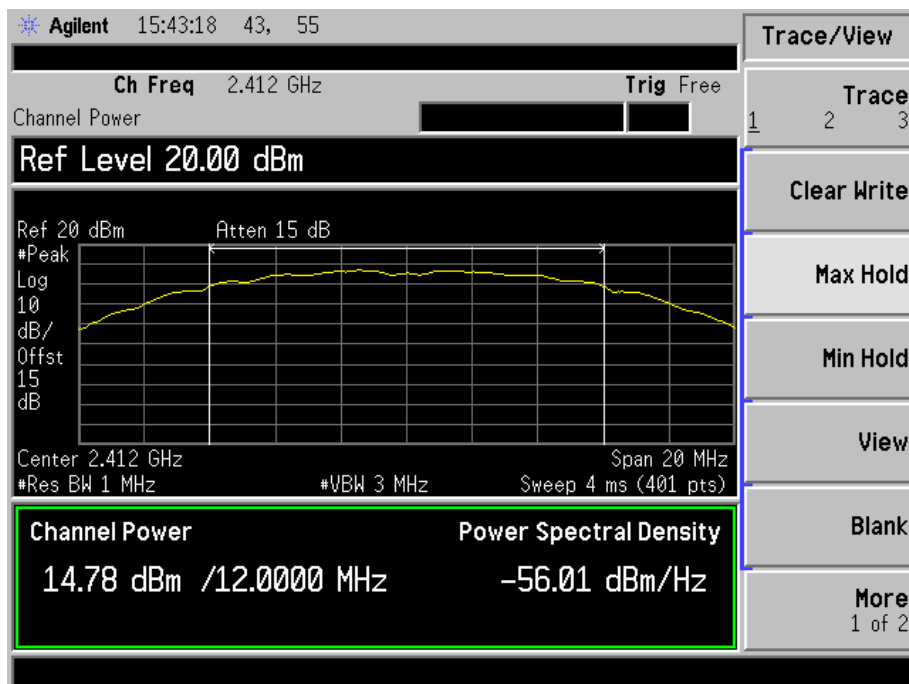 Agilent 15:43:18 43, 55
Trace/View
Ch Freq 2.412 GHz Trig Free
Channel Power
Trace
1 2 3
Ref Level 20.00 dBm
Clear Write
Ref 20 dBm Atten 15 dB
#Peak
Log
10
dB/
Offst
15
dB
Max Hold
Min Hold
Center 2.412 GHz Span 20 MHz
#Res BW 1 MHz #VBW 3 MHz Sweep 4 ms (401 pts)
View
Channel Power Power Spectral Density
14.78 dBm /12.0000 MHz -56.01 dBm/Hz
Blank
More
1 of 2